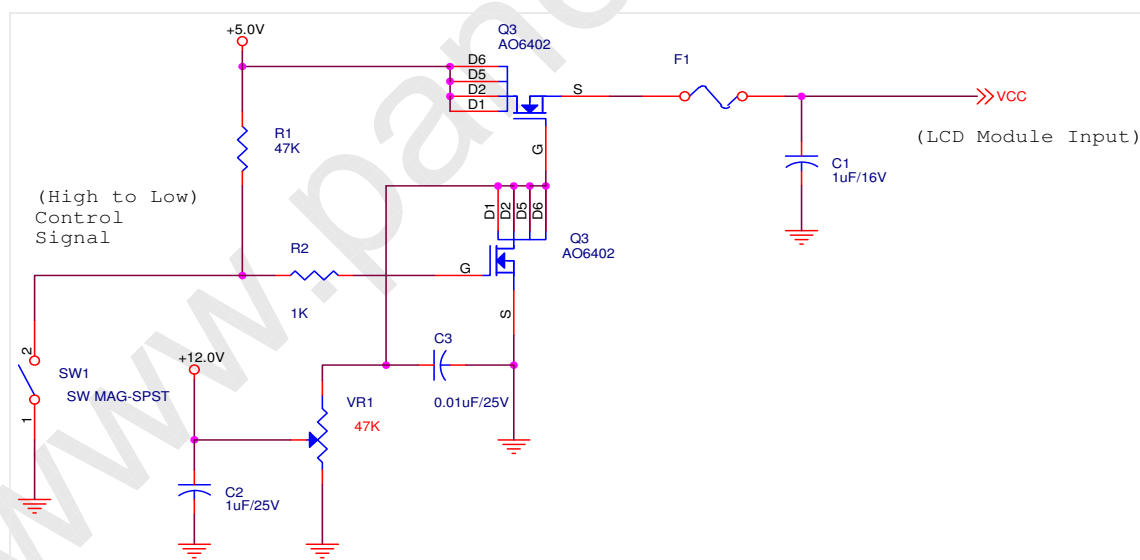 +5.0V
Q3
AO6402
D6
D5
D2
D1
S
G
F1
VCC
(LCD Module Input)
R1
47K
C1
1uF/16V
(High to Low)
Control
Signal
D1
D2
D5
D6
Q3
AO6402
R2
G
1K
S
C3
0.01uF/25V
2
SW1
SW MAG-SPST
1
+12.0V
VR1
47K
C2
1uF/25V
www.pan